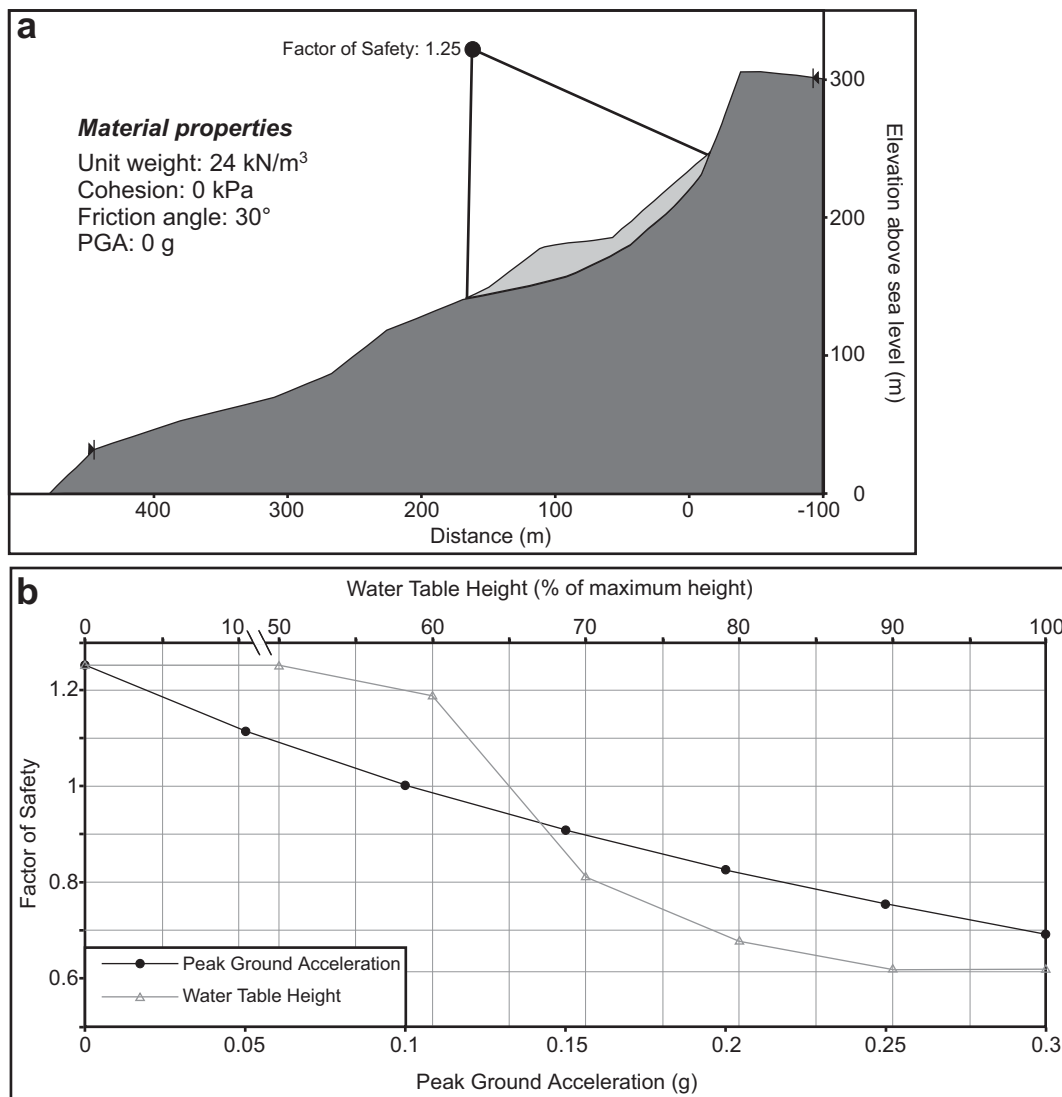 a
Factor of Safety: 1.25
Material properties
Unit weight: 24 kN/m³
Cohesion: 0 kPa
Friction angle: 30°
PGA: 0 g
300
200
100
0
Elevation above sea level (m)
400 300 200 100 0 -100
Distance (m)
b
Water Table Height (% of maximum height)
0 10 50 60 70 80 90 100
1.2
1
0.8
0.6
Factor of Safety
Peak Ground Acceleration
Water Table Height
0 0.05 0.1 0.15 0.2 0.25 0.3
Peak Ground Acceleration (g)